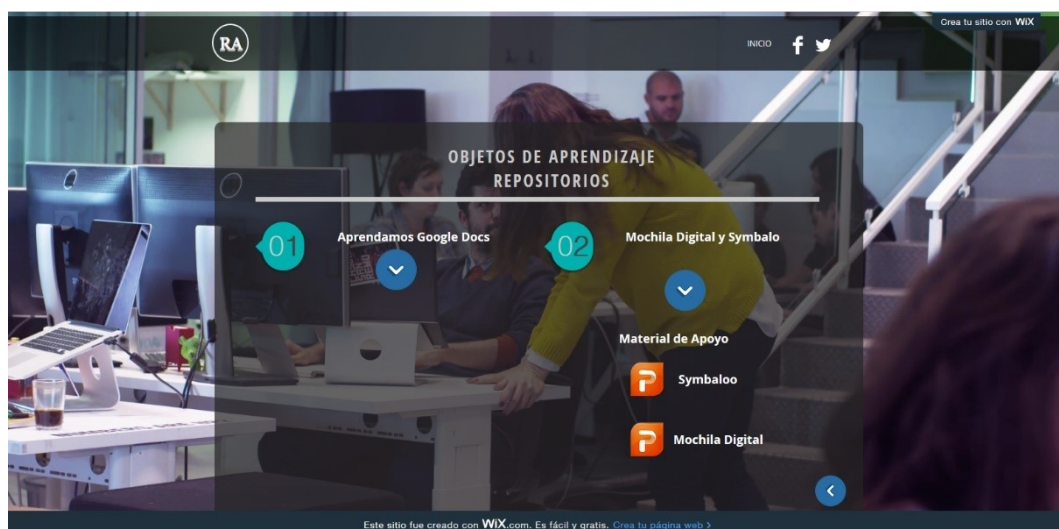 Crea tu sitio con WiX
RA
INICIO
OBJETOS DE APRENDIZAJE
REPOSITORIOS
01
Aprendamos Google Docs
02
Mochila Digital y Symbalo
Material de Apoyo
Symbaloo
Mochila Digital
Este sitio fue creado con WiX.com. Es fácil y gratis. Crea tu página web >